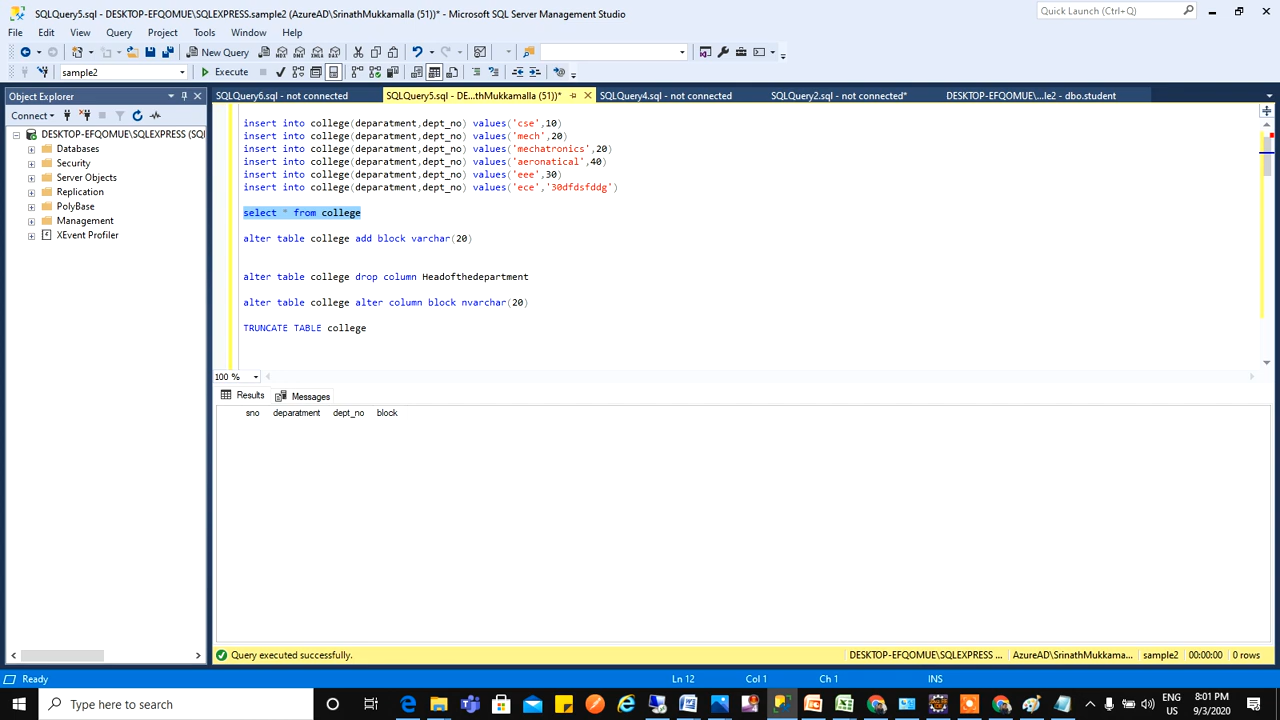 SQLQuery5.sql - DESKTOP-EFQOMUE\SQLEXPRESS.sample2 (AzureAD\SrinathMukkamalla (51))* - Microsoft SQL Server Management Studio
Quick Launch (Ctrl+Q)
File Edit View Query Project Tools Window Help
New Query MDX DMX XMLA DAX
sample2 Execute
Object Explorer
SQLQuery6.sql - not connected SQLQuery5.sql - DE...thMukkamalla (51))* SQLQuery4.sql - not connected SQLQuery2.sql - not connected* DESKTOP-EFQOMUE\...le2 - dbo.student
Connect
DESKTOP-EFQOMUE\SQLEXPRESS (SQ
Databases
Security
Server Objects
Replication
PolyBase
Management
XEvent Profiler
insert into college(deparatment,dept_no) values('cse',10)
insert into college(deparatment,dept_no) values('mech',20)
insert into college(deparatment,dept_no) values('mechatronics',20)
insert into college(deparatment,dept_no) values('aeronatical',40)
insert into college(deparatment,dept_no) values('eee',30)
insert into college(deparatment,dept_no) values('ece','30dfdsfddg')
select * from college
alter table college add block varchar(20)
alter table college drop column Headofthedepartment
alter table college alter column block nvarchar(20)
TRUNCATE TABLE college
100 %
Results Messages
sno deparatment dept_no block
Query executed successfully. DESKTOP-EFQOMUE\SQLEXPRESS ... AzureAD\SrinathMukkama... sample2 00:00:00 0 rows
Ready Ln 12 Col 1 Ch 1 INS
Type here to search
ENG
US
8:01 PM
9/3/2020